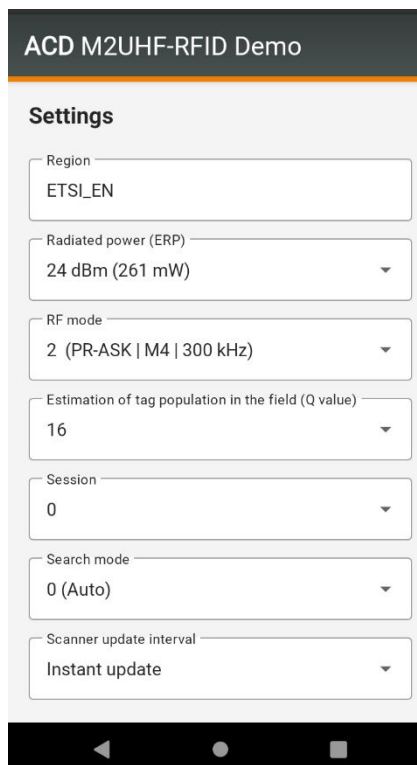 ACD M2UHF-RFID Demo
Settings
Region
ETSI_EN
Radiated power (ERP)
24 dBm (261 mW)
RF mode
2 (PR-ASK | M4 | 300 kHz)
Estimation of tag population in the field (Q value)
16
Session
0
Search mode
0 (Auto)
Scanner update interval
Instant update